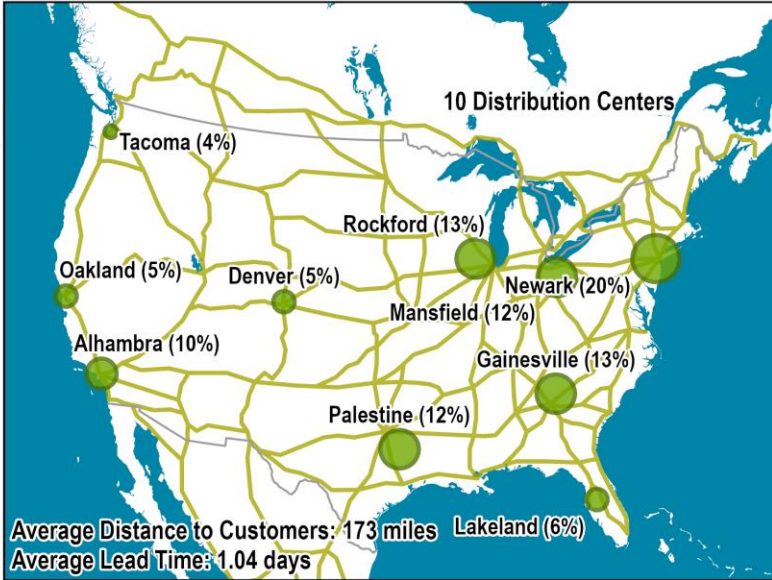 10 Distribution Centers
Tacoma (4%)
Rockford (13%)
Oakland (5%)
Denver (5%)
Newark (20%)
Mansfield (12%)
Alhambra (10%)
Gainesville (13%)
Palestine (12%)
Average Distance to Customers: 173 miles
Lakeland (6%)
Average Lead Time: 1.04 days